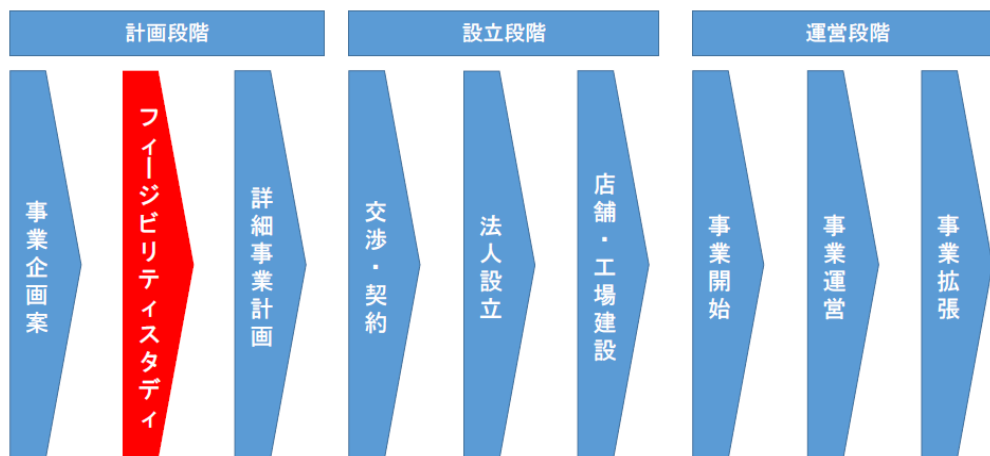 計画段階
設立段階
運営段階
事業企画案
フィージビリティスタディ
詳細事業計画
交渉・契約
法人設立
店舗・工場建設
事業開始
事業運営
事業拡張